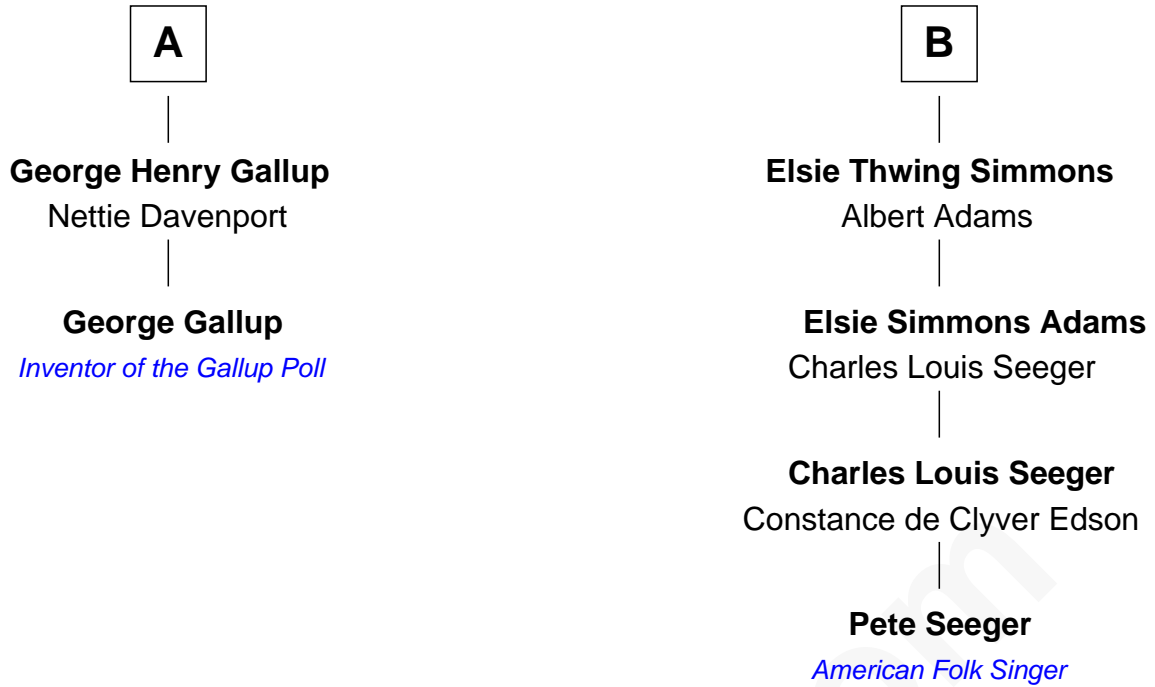 A
George Henry Gallup
Nettie Davenport
George Gallup
Inventor of the Gallup Poll
B
Elsie Thwing Simmons
Albert Adams
Elsie Simmons Adams
Charles Louis Seeger
Charles Louis Seeger
Constance de Clyver Edson
Pete Seeger
American Folk Singer